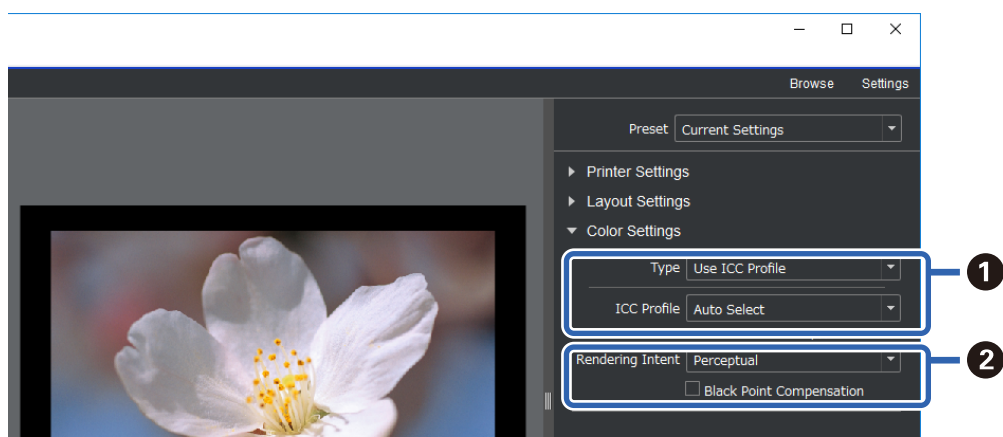 Browse Settings
Preset Current Settings
Printer Settings
Layout Settings
Color Settings
Type Use ICC Profile
1
ICC Profile Auto Select
Rendering Intent Perceptual
2
Black Point Compensation